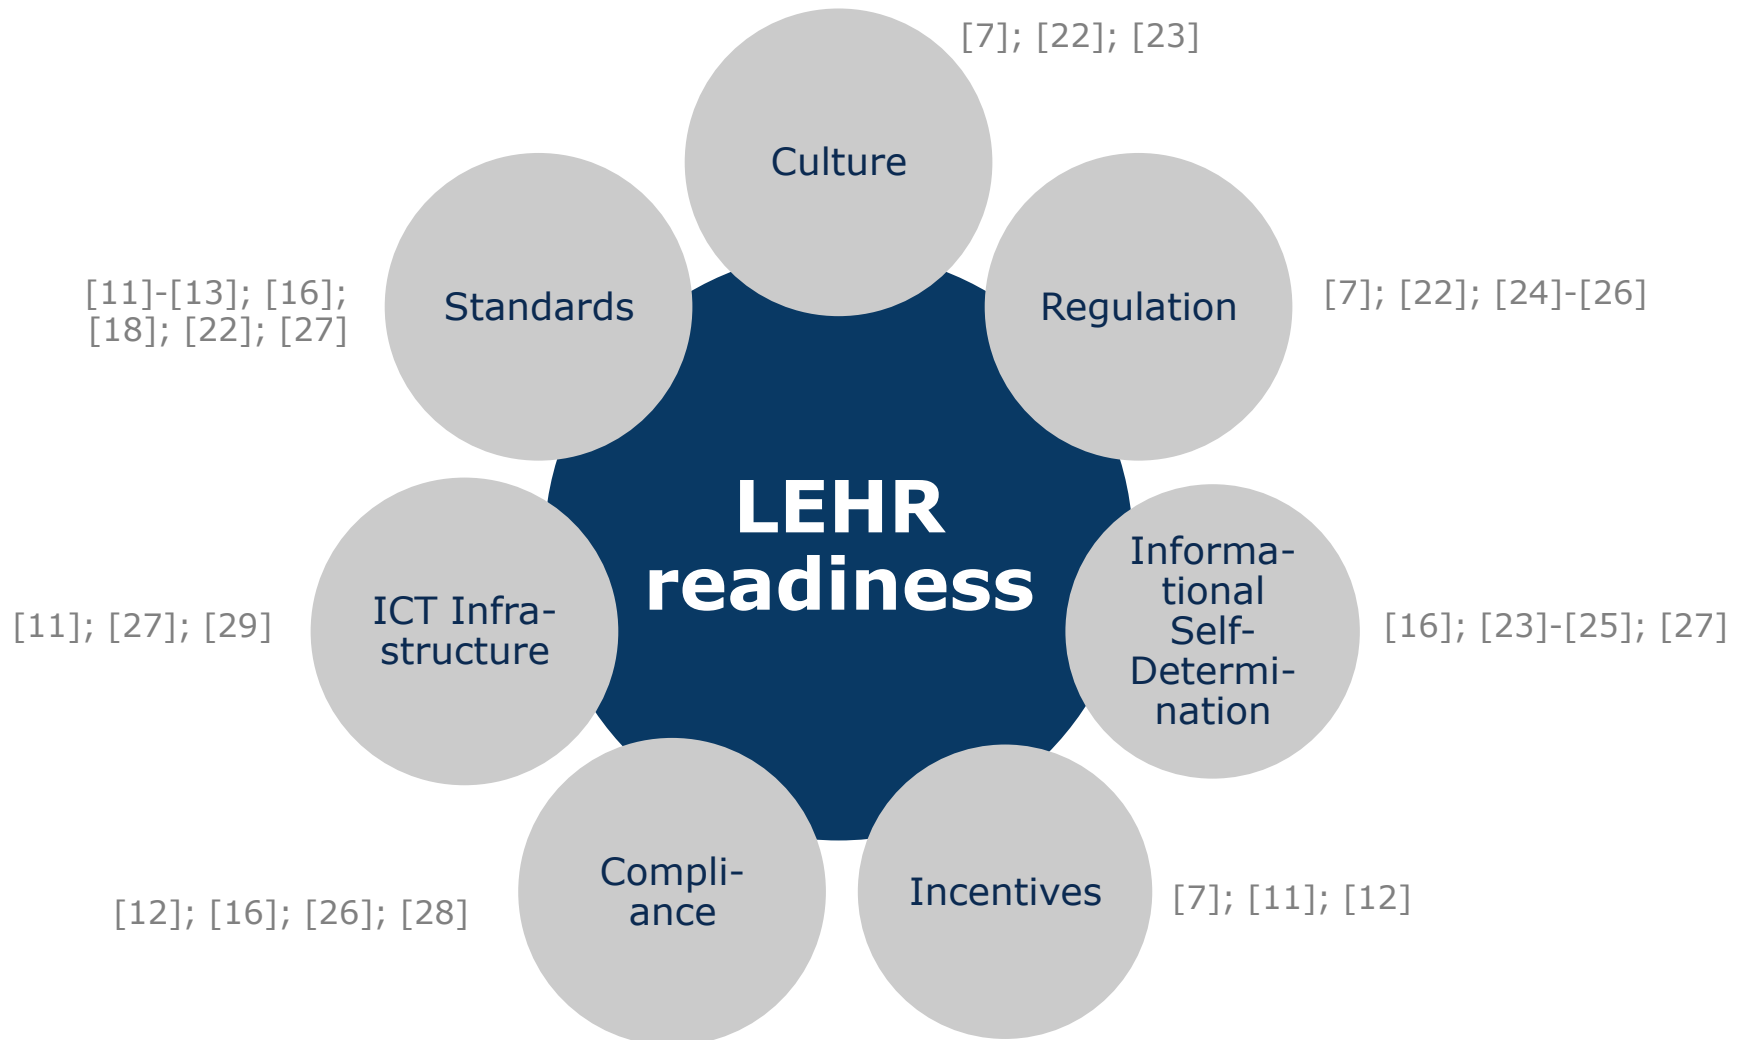 [7]; [22]; [23]
Culture
[11]-[13]; [16];
[18]; [22]; [27]
Standards
Regulation
[7]; [22]; [24]-[26]
LEHR
readiness
Informa-
tional
Self-
Determi-
nation
[16]; [23]-[25]; [27]
[11]; [27]; [29]
ICT Infra-
structure
[12]; [16]; [26]; [28]
Compli-
ance
Incentives
[7]; [11]; [12]